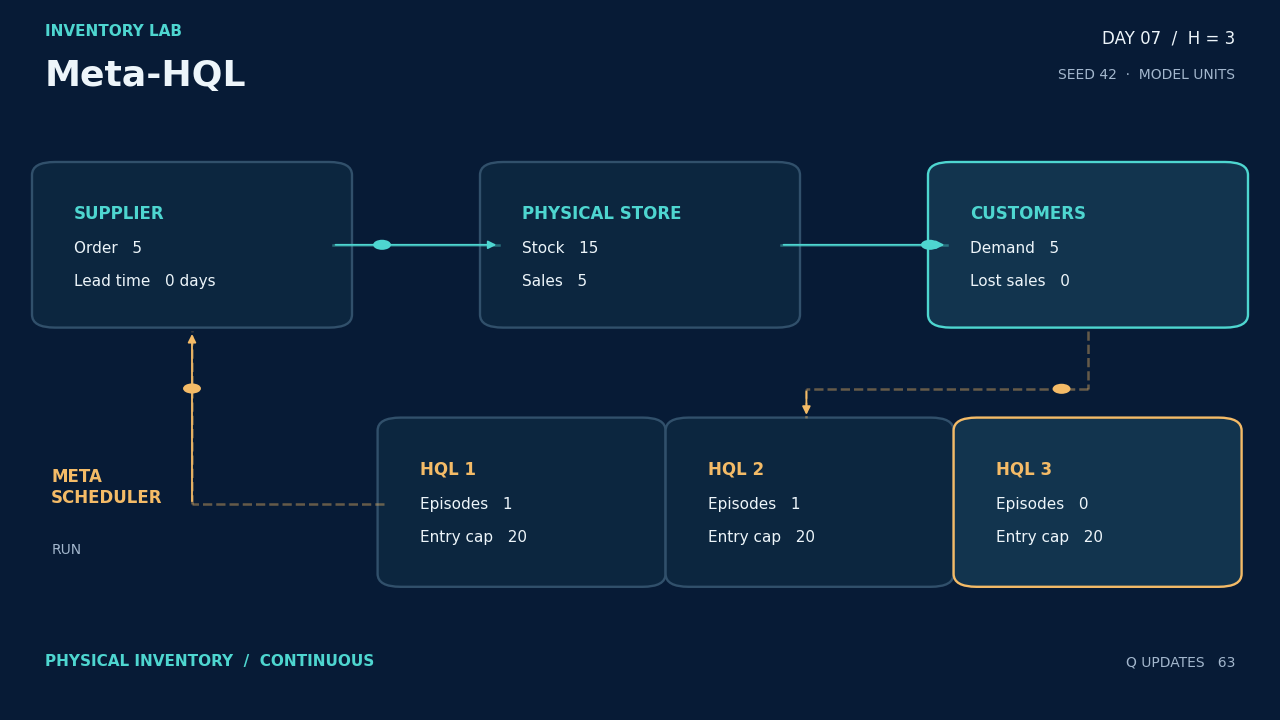 INVENTORY LAB
Meta-HQL
DAY 07 / H = 3
SEED 42 · MODEL UNITS
SUPPLIER
Order 5
Lead time 0 days
PHYSICAL STORE
Stock 15
Sales 5
CUSTOMERS
Demand 5
Lost sales 0
META
SCHEDULER
RUN
HQL 1
Episodes 1
Entry cap 20
HQL 2
Episodes 1
Entry cap 20
HQL 3
Episodes 0
Entry cap 20
PHYSICAL INVENTORY / CONTINUOUS
Q UPDATES 63